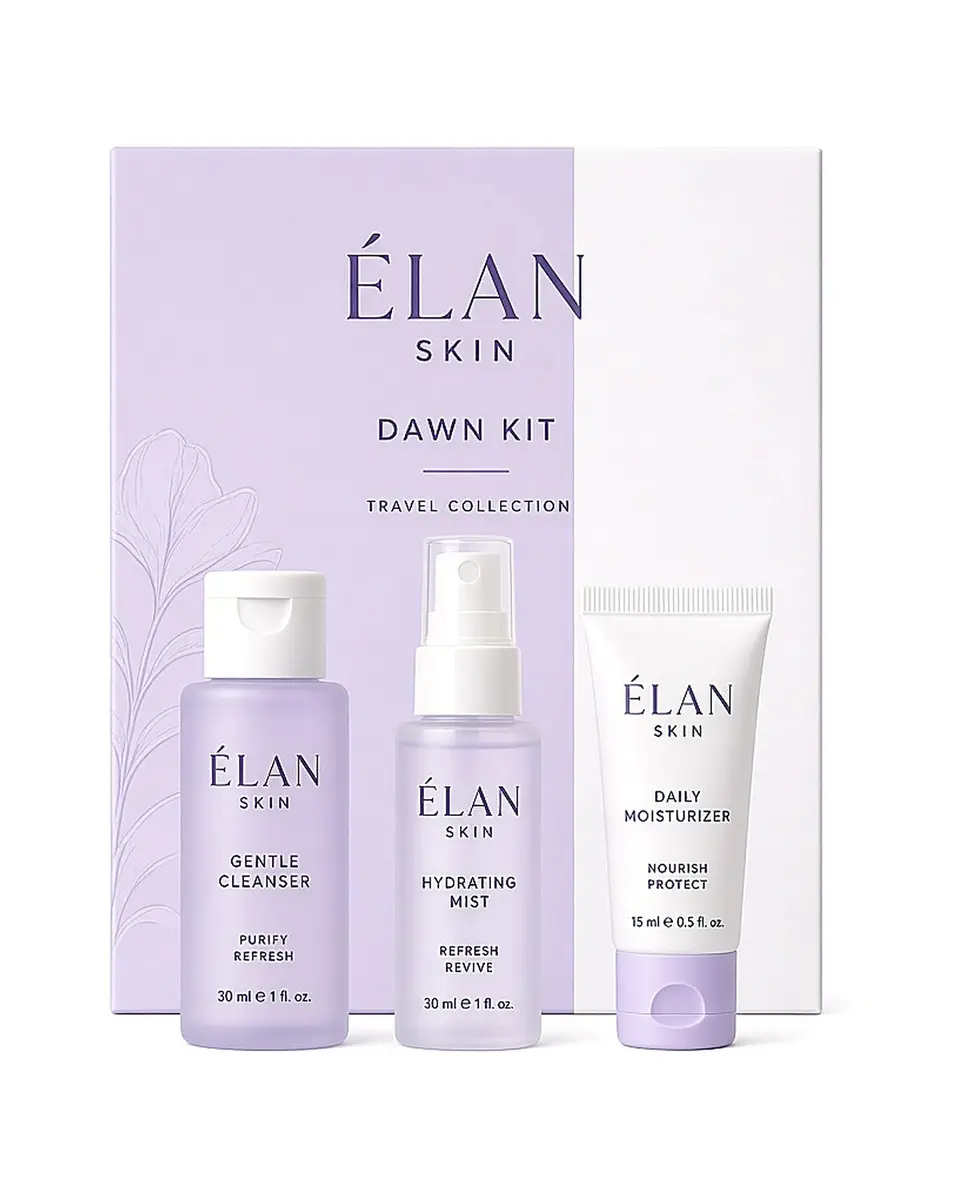 ÉLAN
SKIN
DAWN KIT
TRAVEL COLLECTION
ÉLAN
SKIN
GENTLE
CLEANSER
PURIFY
REFRESH
30 ml e 1 fl. oz.
ÉLAN
SKIN
HYDRATING
MIST
REFRESH
REVIVE
30 ml e 1 fl. oz.
ÉLAN
SKIN
DAILY
MOISTURIZER
NOURISH
PROTECT
15 ml e 0.5 fl. oz.